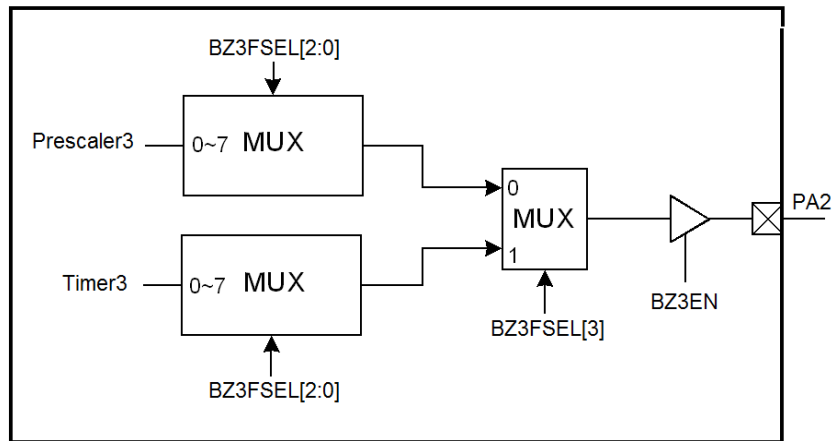 BZ3FSEL[2:0]
Prescaler3
0~7 MUX
0
MUX
1
PA2
Timer3
0~7 MUX
BZ3EN
BZ3FSEL[3]
BZ3FSEL[2:0]